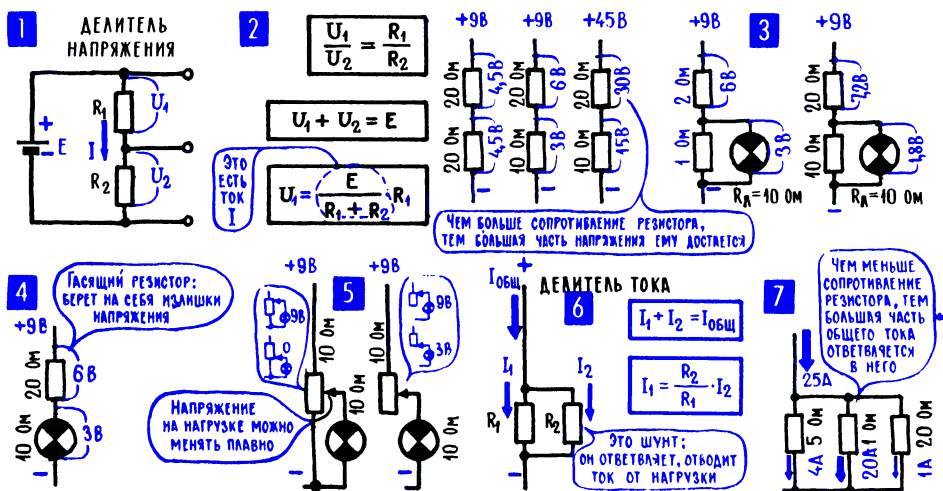 1
ДЕЛИТЕЛЬ
НАПРЯЖЕНИЯ
+
−
E
R₁
I
R₂
U₁
U₂
2
U₁/U₂ = R₁/R₂
U₁ + U₂ = E
U₁ = E/(R₁ + R₂) R₁
ЭТО
ЕСТЬ
ТОК
I
+9В
20 Ом
4,5В
20 Ом
4,5В
−
+9В
20 Ом
6В
10 Ом
3В
−
+45В
20 Ом
30В
10 Ом
15В
−
ЧЕМ БОЛЬШЕ СОПРОТИВЛЕНИЕ РЕЗИСТОРА,
ТЕМ БОЛЬШАЯ ЧАСТЬ НАПРЯЖЕНИЯ ЕМУ ДОСТАЕТСЯ
3
+9В
2 Ом
6В
1 Ом
3В
−
Rл=10 Ом
+9В
20 Ом
7,2В
10 Ом
1,8В
−
Rл=10 Ом
4
ГАСЯЩИЙ РЕЗИСТОР:
БЕРЕТ НА СЕБЯ ИЗЛИШКИ
НАПРЯЖЕНИЯ
+9В
20 Ом
6В
10 Ом
3В
−
5
+9В
9В
0
10 Ом
10 Ом
−
НАПРЯЖЕНИЕ
НА НАГРУЗКЕ МОЖНО
МЕНЯТЬ ПЛАВНО
+9В
9В
3В
10 Ом
10 Ом
−
6
ДЕЛИТЕЛЬ ТОКА
+
Iобщ
I₁
I₂
R₁
R₂
−
I₁ + I₂ = Iобщ
I₁ = R₂/R₁ · I₂
ЭТО ШУНТ:
ОН ОТВЕТВЛЯЕТ, ОТВОДИТ
ТОК ОТ НАГРУЗКИ
7
ЧЕМ МЕНЬШЕ
СОПРОТИВЛЕНИЕ
РЕЗИСТОРА, ТЕМ
БОЛЬШАЯ ЧАСТЬ
ОБЩЕГО ТОКА
ОТВЕТВЛЯЕТСЯ
В НЕГО
25А
5 Ом
4А
1 Ом
20А
20 Ом
1А